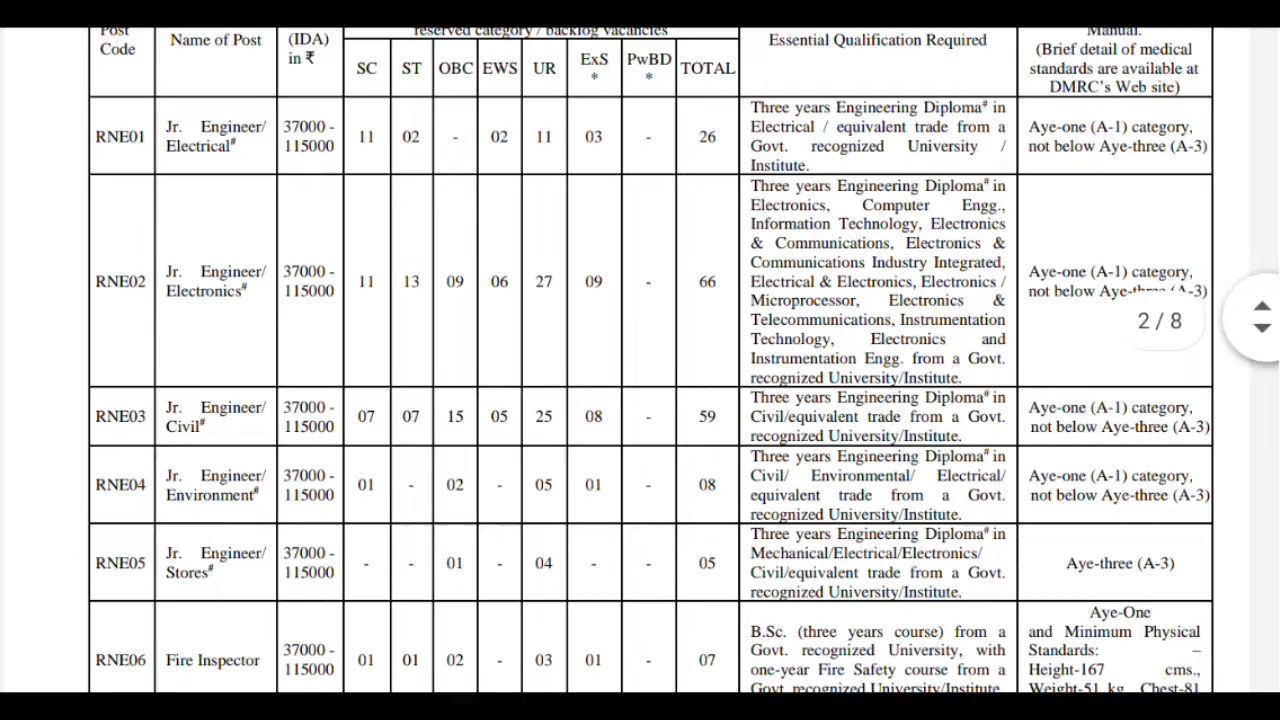 Post
Code
Name of Post
(IDA)
in ₹
reserved category / backlog vacancies
SC ST OBC EWS UR ExS
* PwBD
* TOTAL
Essential Qualification Required
Manual.
(Brief detail of medical
standards are available at
DMRC's Web site)
RNE01
Jr. Engineer/
Electrical#
37000 -
115000
11 02 - 02 11 03 - 26
Three years Engineering Diploma# in
Electrical / equivalent trade from a
Govt. recognized University /
Institute.
Aye-one (A-1) category,
not below Aye-three (A-3)
RNE02
Jr. Engineer/
Electronics#
37000 -
115000
11 13 09 06 27 09 - 66
Three years Engineering Diploma# in
Electronics, Computer Engg.,
Information Technology, Electronics
& Communications, Electronics &
Communications Industry Integrated,
Electrical & Electronics, Electronics /
Microprocessor, Electronics &
Telecommunications, Instrumentation
Technology, Electronics and
Instrumentation Engg. from a Govt.
recognized University/Institute.
Aye-one (A-1) category,
not below Aye-three (A-3)
2 / 8
RNE03
Jr. Engineer/
Civil#
37000 -
115000
07 07 15 05 25 08 - 59
Three years Engineering Diploma# in
Civil/equivalent trade from a Govt.
recognized University/Institute.
Aye-one (A-1) category,
not below Aye-three (A-3)
RNE04
Jr. Engineer/
Environment#
37000 -
115000
01 - 02 - 05 01 - 08
Three years Engineering Diploma# in
Civil/ Environmental/ Electrical/
equivalent trade from a Govt.
recognized University/Institute.
Aye-one (A-1) category,
not below Aye-three (A-3)
RNE05
Jr. Engineer/
Stores#
37000 -
115000
- - 01 - 04 - - 05
Three years Engineering Diploma# in
Mechanical/Electrical/Electronics/
Civil/equivalent trade from a Govt.
recognized University/Institute.
Aye-three (A-3)
RNE06
Fire Inspector
37000 -
115000
01 01 02 - 03 01 - 07
B.Sc. (three years course) from a
Govt. recognized University, with
one-year Fire Safety course from a
Govt. recognized University/Institute.
Aye-One
and Minimum Physical
Standards: –
Height-167 cms.,
Weight-51 kg, Chest-81